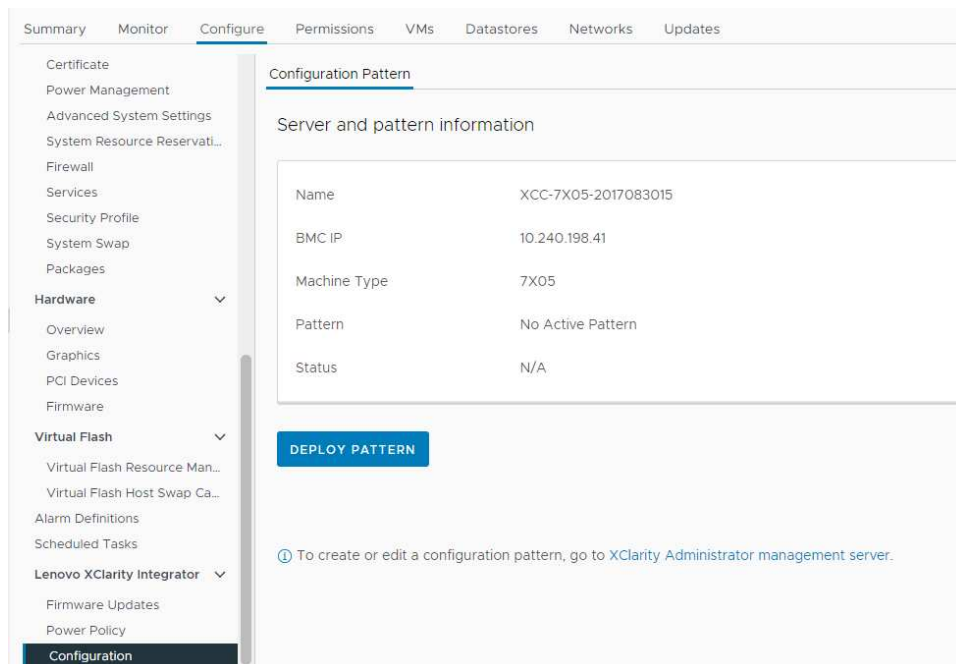 Summary Monitor Configure Permissions VMs Datastores Networks Updates
Certificate
Power Management
Advanced System Settings
System Resource Reservati...
Firewall
Services
Security Profile
System Swap
Packages
Hardware
Overview
Graphics
PCI Devices
Firmware
Virtual Flash
Virtual Flash Resource Man...
Virtual Flash Host Swap Ca...
Alarm Definitions
Scheduled Tasks
Lenovo XClarity Integrator
Firmware Updates
Power Policy
Configuration
Configuration Pattern
Server and pattern information
Name XCC-7X05-2017083015
BMC IP 10.240.198.41
Machine Type 7X05
Pattern No Active Pattern
Status N/A
DEPLOY PATTERN
To create or edit a configuration pattern, go to XClarity Administrator management server.